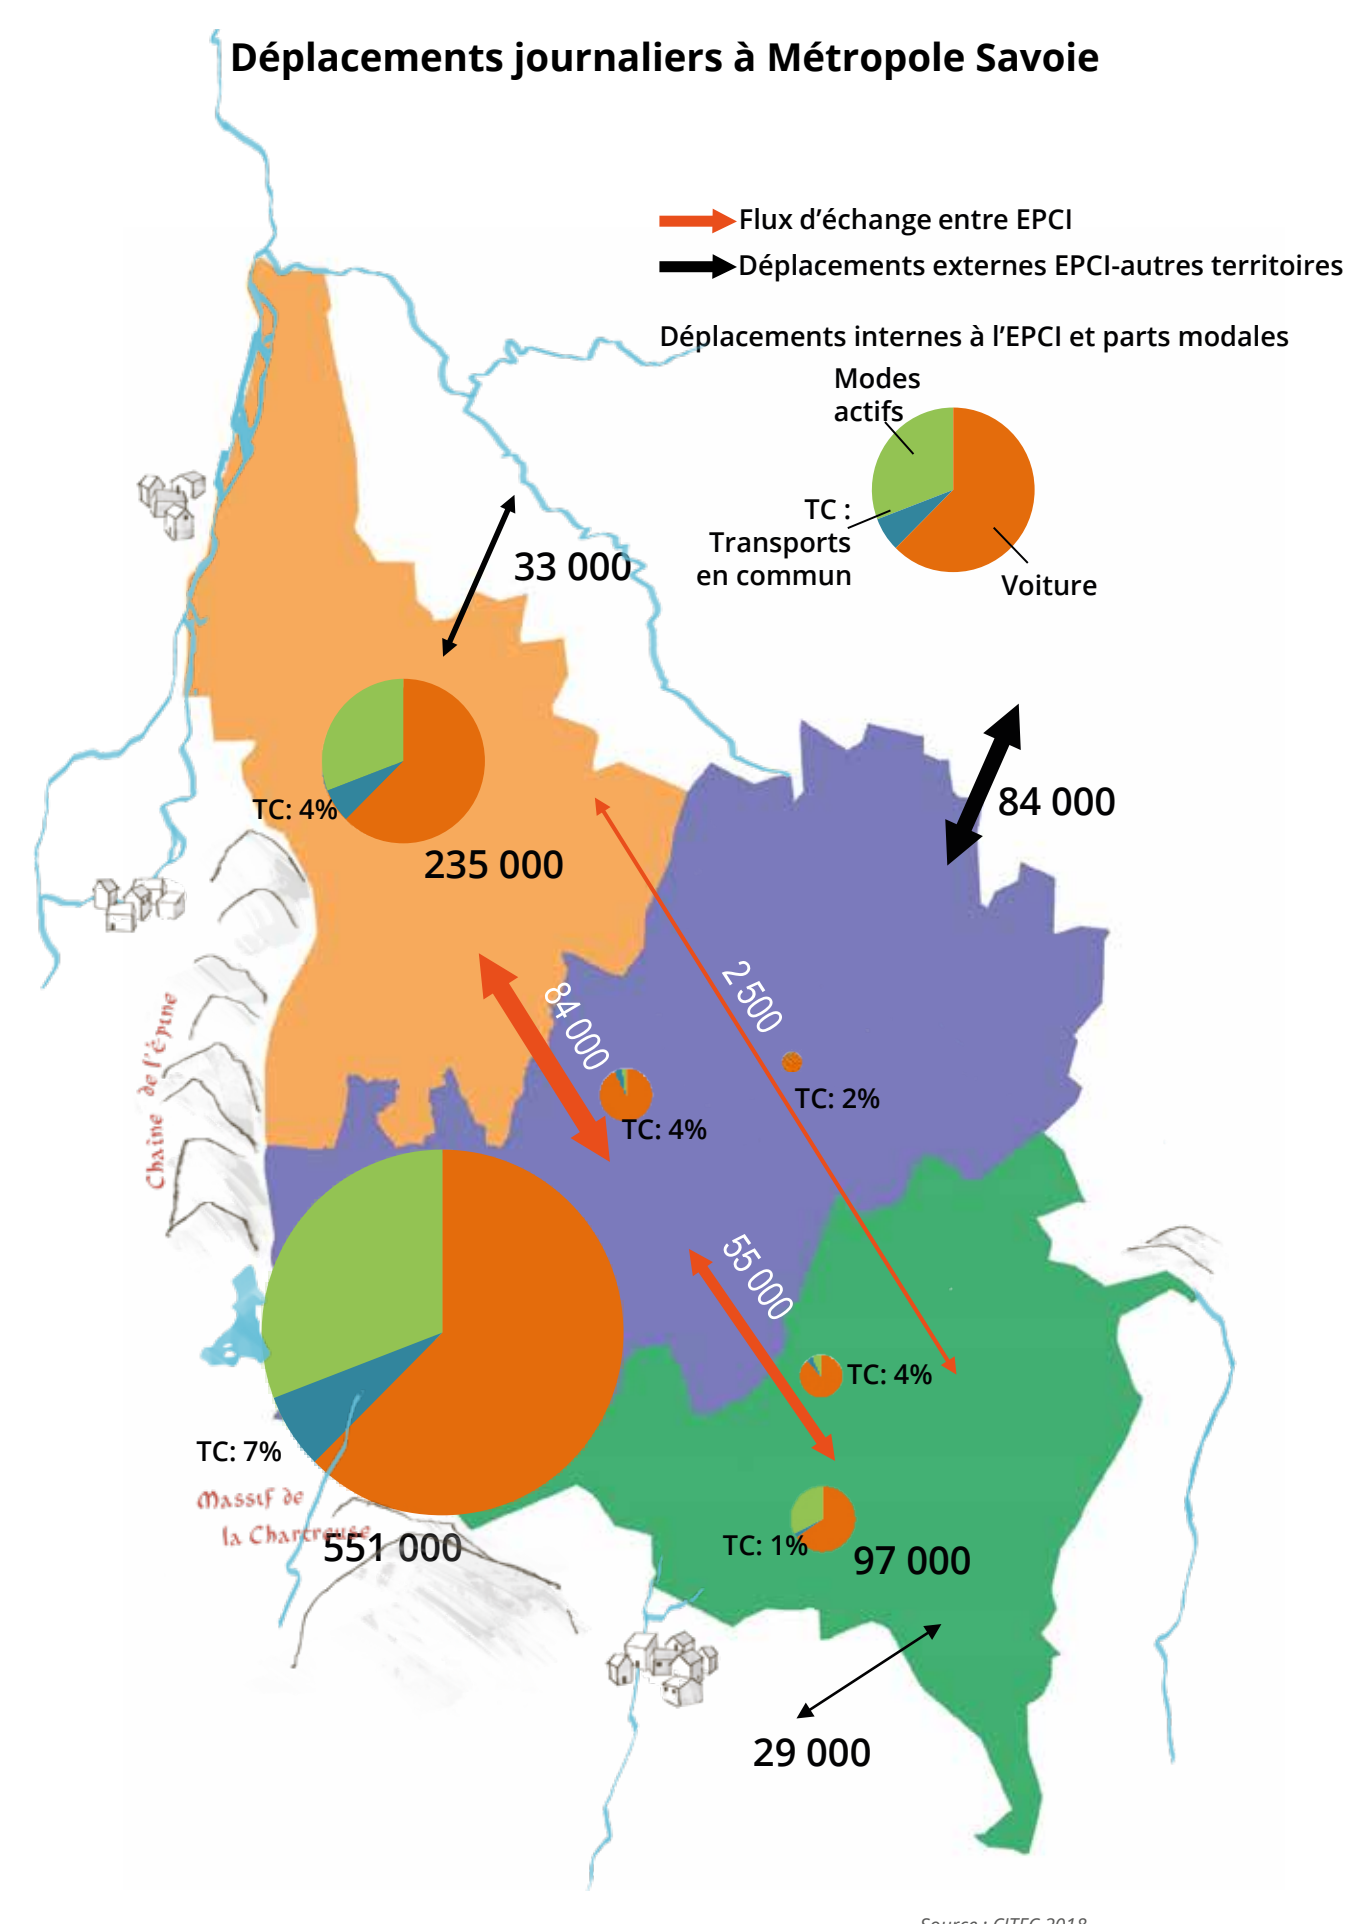 Déplacements journaliers à Métropole Savoie
Flux d’échange entre EPCI
Déplacements externes EPCI-autres territoires
Déplacements internes à l’EPCI et parts modales
Modes
actifs
TC :
Transports
en commun
Voiture
33 000
84 000
TC: 4%
235 000
2 500
84 000
Chaîne de l'épine
TC: 2%
TC: 4%
55 000
TC: 4%
TC: 7%
Massif de
la Chartreuse
551 000
TC: 1%
97 000
29 000
Source : CITEC 2018